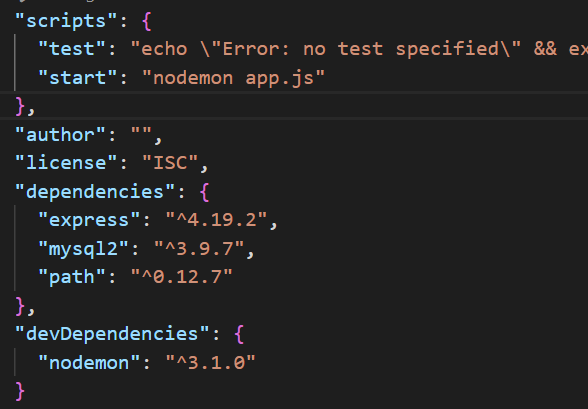 "scripts": {
"test": "echo \"Error: no test specified\" && ex
"start": "nodemon app.js"
},
"author": "",
"license": "ISC",
"dependencies": {
"express": "^4.19.2",
"mysql2": "^3.9.7",
"path": "^0.12.7"
},
"devDependencies": {
"nodemon": "^3.1.0"
}